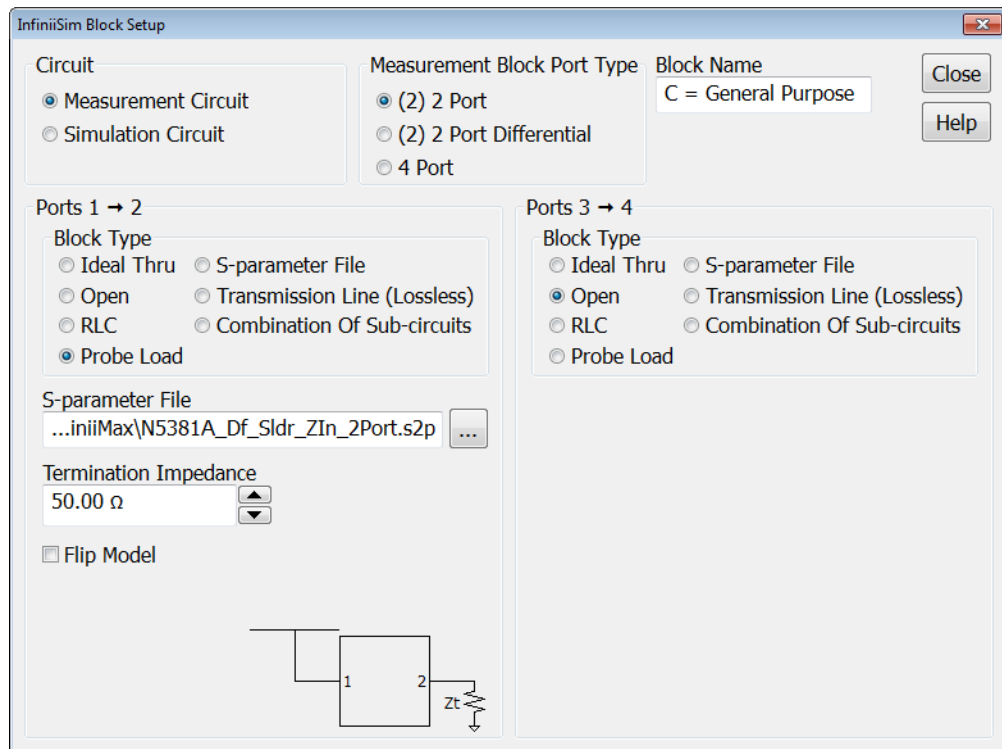 InfiniiSim Block Setup
Circuit
Measurement Circuit
Simulation Circuit
Measurement Block Port Type
(2) 2 Port
(2) 2 Port Differential
4 Port
Block Name
C = General Purpose
Close
Help
Ports 1 → 2
Block Type
Ideal Thru
S-parameter File
Open
Transmission Line (Lossless)
RLC
Combination Of Sub-circuits
Probe Load
S-parameter File
...iniiMax\N5381A_Df_Sldr_ZIn_2Port.s2p
...
Termination Impedance
50.00 Ω
Flip Model
1
2
Zt
Ports 3 → 4
Block Type
Ideal Thru
S-parameter File
Open
Transmission Line (Lossless)
RLC
Combination Of Sub-circuits
Probe Load